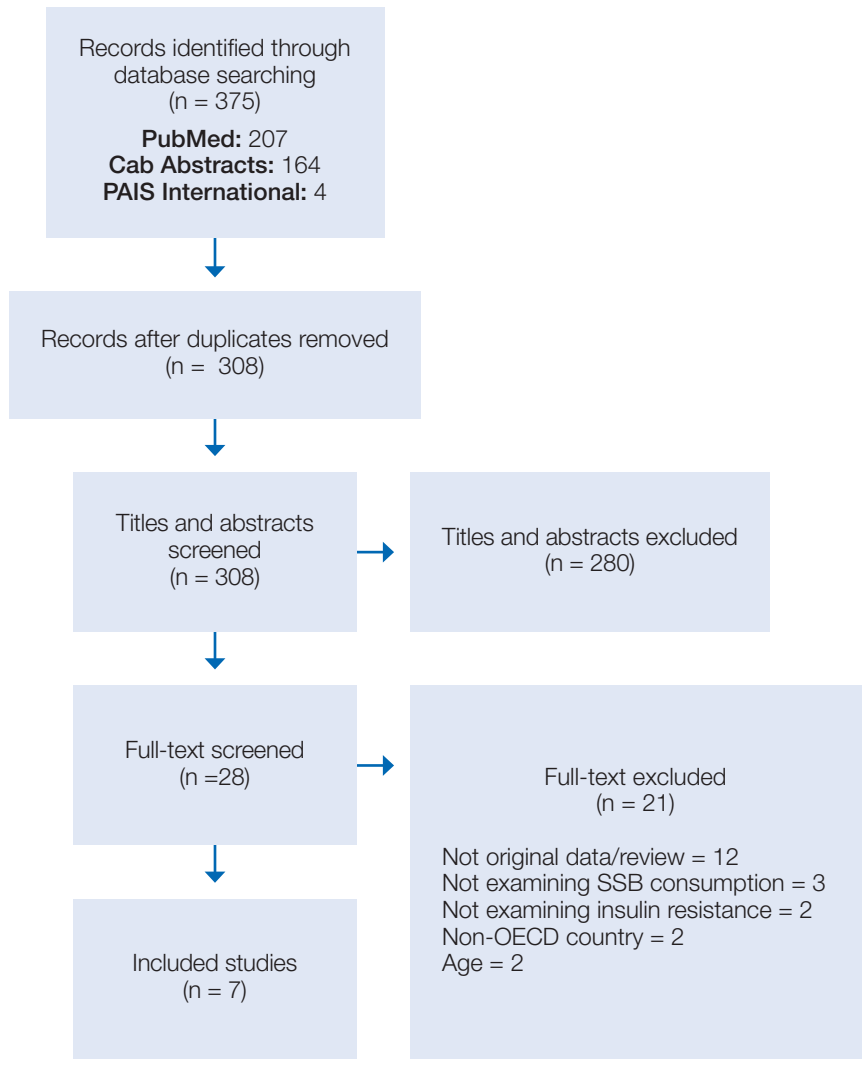 Records identified through
database searching
(n = 375)
PubMed: 207
Cab Abstracts: 164
PAIS International: 4
Records after duplicates removed
(n = 308)
Titles and abstracts
screened
(n = 308)
Titles and abstracts excluded
(n = 280)
Full-text screened
(n =28)
Full-text excluded
(n = 21)
Not original data/review = 12
Not examining SSB consumption = 3
Not examining insulin resistance = 2
Non-OECD country = 2
Age = 2
Included studies
(n = 7)